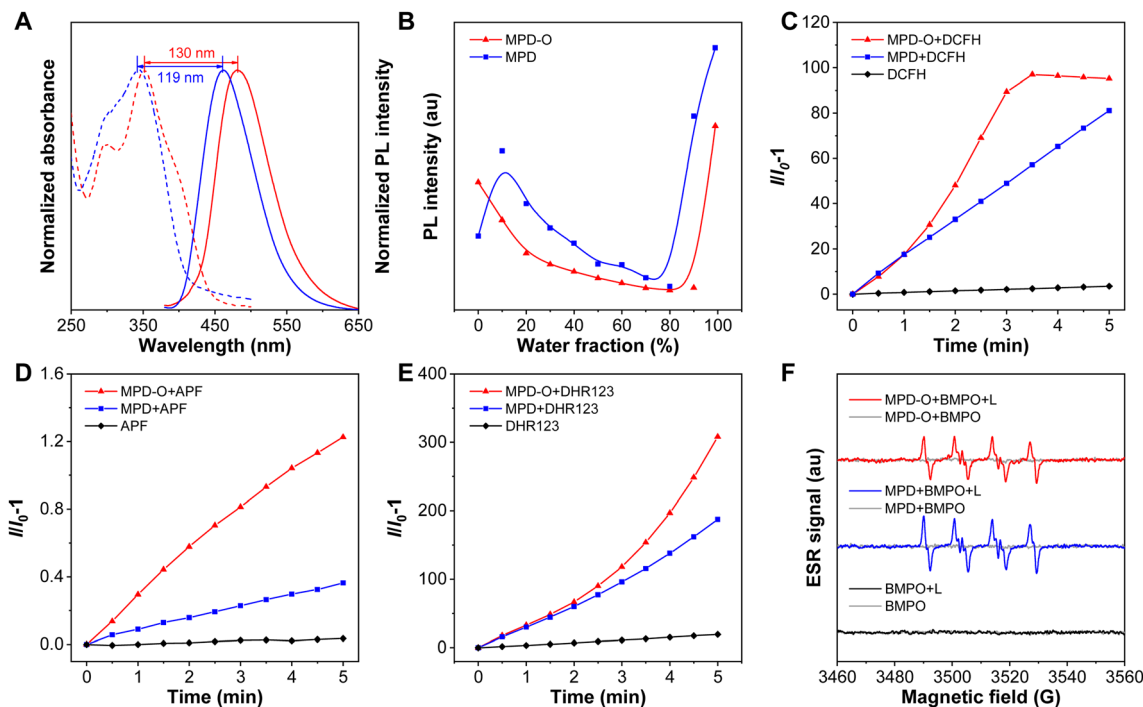 A
130 nm
119 nm
Normalized absorbance
Normalized PL intensity
250 350 450 550 650
Wavelength (nm)
B
MPD-O
MPD
PL intensity (au)
0 20 40 60 80 100
Water fraction (%)
C
MPD-O+DCFH
MPD+DCFH
DCFH
I/I0-1
120
100
80
60
40
20
0
0 1 2 3 4 5
Time (min)
D
MPD-O+APF
MPD+APF
APF
I/I0-1
1.6
1.2
0.8
0.4
0.0
0 1 2 3 4 5
Time (min)
E
MPD-O+DHR123
MPD+DHR123
DHR123
I/I0-1
400
300
200
100
0
0 1 2 3 4 5
Time (min)
F
MPD-O+BMPO+L
MPD-O+BMPO
MPD+BMPO+L
MPD+BMPO
BMPO+L
BMPO
ESR signal (au)
3460 3480 3500 3520 3540 3560
Magnetic field (G)